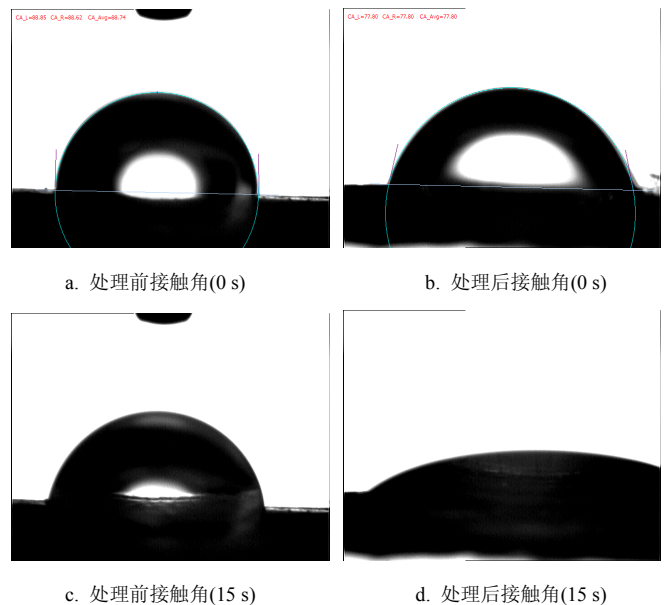 CA_L=88.85 CA_R=88.62 CA_Avg=88.74
CA_L=77.80 CA_R=77.80 CA_Avg=77.80
a. 处理前接触角(0 s)
b. 处理后接触角(0 s)
c. 处理前接触角(15 s)
d. 处理后接触角(15 s)